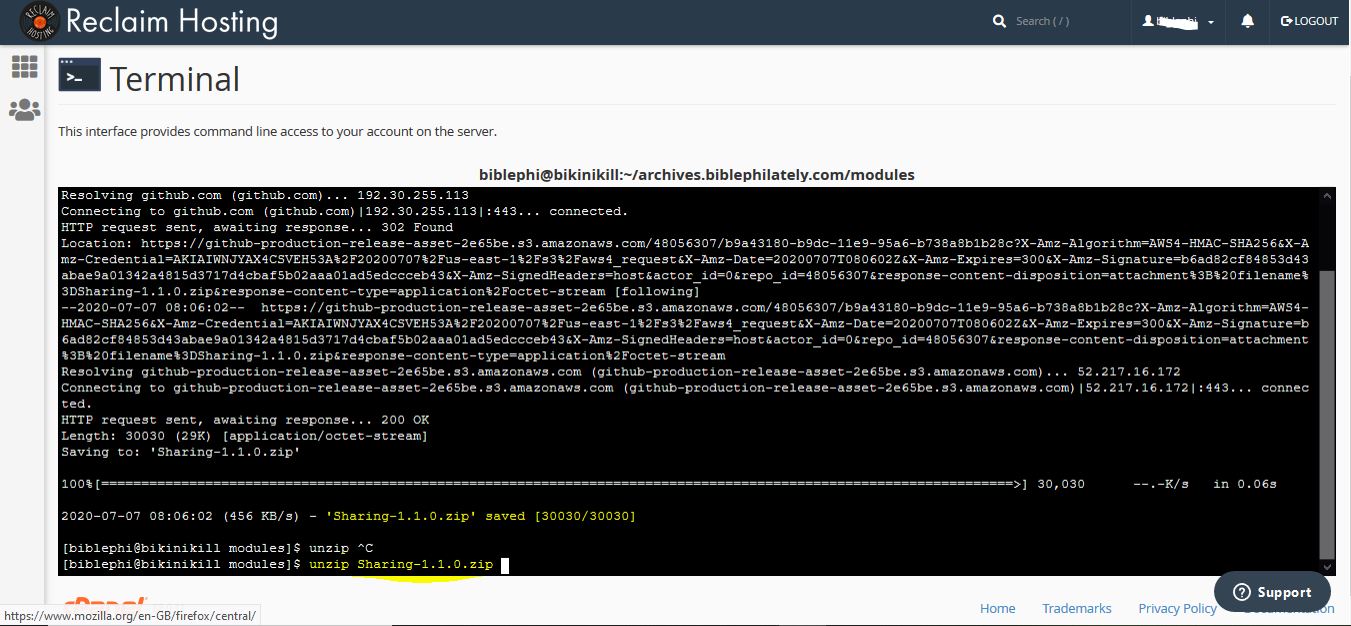 RECLAIM HOSTING
Reclaim Hosting
Search ( / )
LOGOUT
>_ Terminal
This interface provides command line access to your account on the server.
biblephi@bikinikill:~/archives.biblephilately.com/modules
Resolving github.com (github.com)... 192.30.255.113
Connecting to github.com (github.com)|192.30.255.113|:443... connected.
HTTP request sent, awaiting response... 302 Found
Location: https://github-production-release-asset-2e65be.s3.amazonaws.com/48056307/b9a43180-b9dc-11e9-95a6-b738a8b1b28c?X-Amz-Algorithm=AWS4-HMAC-SHA256&X-A
mz-Credential=AKIAIWNJYAX4CSVEH53A%2F20200707%2Fus-east-1%2Fs3%2Faws4_request&X-Amz-Date=20200707T080602Z&X-Amz-Expires=300&X-Amz-Signature=b6ad82cf84853d43
abae9a01342a4815d3717d4cbaf5b02aaa01ad5edccceb43&X-Amz-SignedHeaders=host&actor_id=0&repo_id=48056307&response-content-disposition=attachment%3B%20filename%
3DSharing-1.1.0.zip&response-content-type=application%2Foctet-stream [following]
--2020-07-07 08:06:02--  https://github-production-release-asset-2e65be.s3.amazonaws.com/48056307/b9a43180-b9dc-11e9-95a6-b738a8b1b28c?X-Amz-Algorithm=AWS4-
HMAC-SHA256&X-Amz-Credential=AKIAIWNJYAX4CSVEH53A%2F20200707%2Fus-east-1%2Fs3%2Faws4_request&X-Amz-Date=20200707T080602Z&X-Amz-Expires=300&X-Amz-Signature=b
6ad82cf84853d43abae9a01342a4815d3717d4cbaf5b02aaa01ad5edccceb43&X-Amz-SignedHeaders=host&actor_id=0&repo_id=48056307&response-content-disposition=attachment
%3B%20filename%3DSharing-1.1.0.zip&response-content-type=application%2Foctet-stream
Resolving github-production-release-asset-2e65be.s3.amazonaws.com (github-production-release-asset-2e65be.s3.amazonaws.com)... 52.217.16.172
Connecting to github-production-release-asset-2e65be.s3.amazonaws.com (github-production-release-asset-2e65be.s3.amazonaws.com)|52.217.16.172|:443... connec
ted.
HTTP request sent, awaiting response... 200 OK
Length: 30030 (29K) [application/octet-stream]
Saving to: 'Sharing-1.1.0.zip'
100%[==================================================================================================================>] 30,030      --.-K/s   in 0.06s
2020-07-07 08:06:02 (456 KB/s) - 'Sharing-1.1.0.zip' saved [30030/30030]
[biblephi@bikinikill modules]$ unzip ^C
[biblephi@bikinikill modules]$ unzip Sharing-1.1.0.zip
Support
Home Trademarks Privacy Policy
https://www.mozilla.org/en-GB/firefox/central/